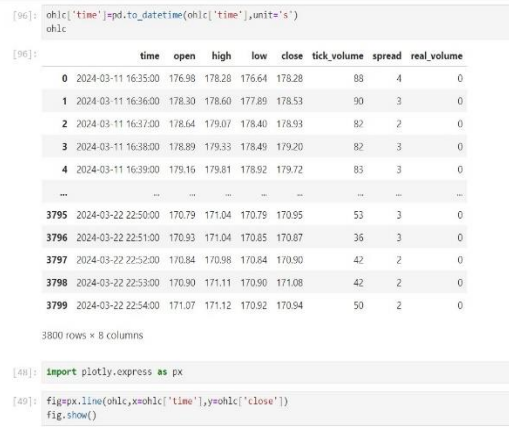 [96]: ohlc['time']=pd.to_datetime(ohlc['time'],unit='s')
ohlc
[96]:
time open high low close tick_volume spread real_volume
0 2024-03-11 16:35:00 176.98 178.28 176.64 178.28 88 4 0
1 2024-03-11 16:36:00 178.30 178.60 177.89 178.53 90 3 0
2 2024-03-11 16:37:00 178.64 179.07 178.40 178.93 82 2 0
3 2024-03-11 16:38:00 178.89 179.33 178.49 179.20 82 3 0
4 2024-03-11 16:39:00 179.16 179.81 178.92 179.72 83 3 0
... ... ... ... ... ... ... ... ...
3795 2024-03-22 22:50:00 170.79 171.04 170.79 170.95 53 3 0
3796 2024-03-22 22:51:00 170.93 171.04 170.85 170.87 36 3 0
3797 2024-03-22 22:52:00 170.84 170.98 170.84 170.90 42 2 0
3798 2024-03-22 22:53:00 170.90 171.11 170.90 171.08 42 2 0
3799 2024-03-22 22:54:00 171.07 171.12 170.92 170.94 50 2 0
3800 rows × 8 columns
[48]: import plotly.express as px
[49]: fig=px.line(ohlc,x=ohlc['time'],y=ohlc['close'])
fig.show()